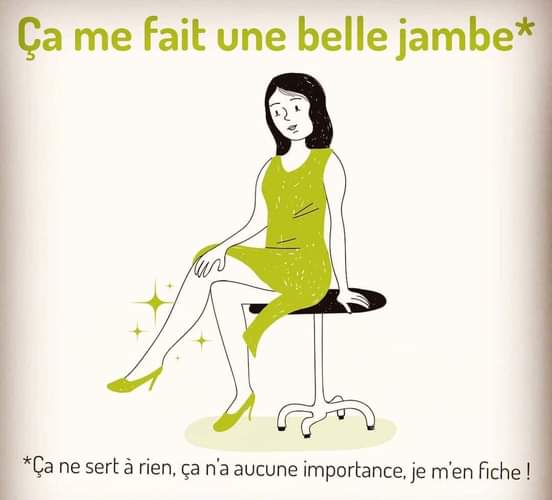 Ça me fait une belle jambe*
*Ça ne sert à rien, ça n'a aucune importance, je m'en fiche !